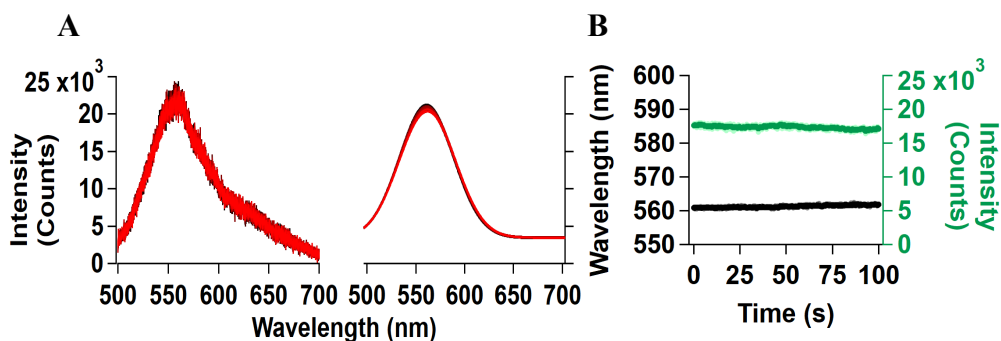 A
Intensity
(Counts)
25 x10³
20
15
10
5
0
500 550 600 650 700
500 550 600 650 700
Wavelength (nm)
B
Wavelength (nm)
600
590
580
570
560
550
25 x10³
20
15
10
5
0
Intensity
(Counts)
0 25 50 75 100
Time (s)